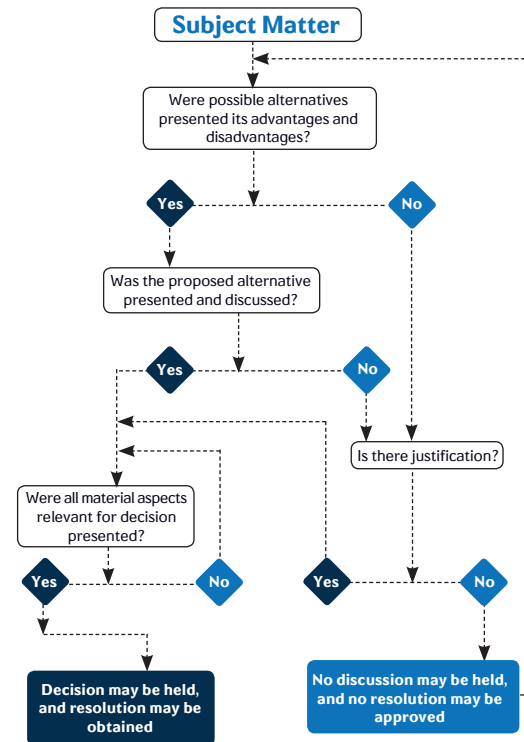 Subject Matter
Were possible alternatives
presented its advantages and
disadvantages?
Yes
No
Was the proposed alternative
presented and discussed?
Yes
No
Is there justification?
Were all material aspects
relevant for decision
presented?
Yes
No
Yes
No
Decision may be held,
and resolution may be
obtained
No discussion may be held,
and no resolution may be
approved